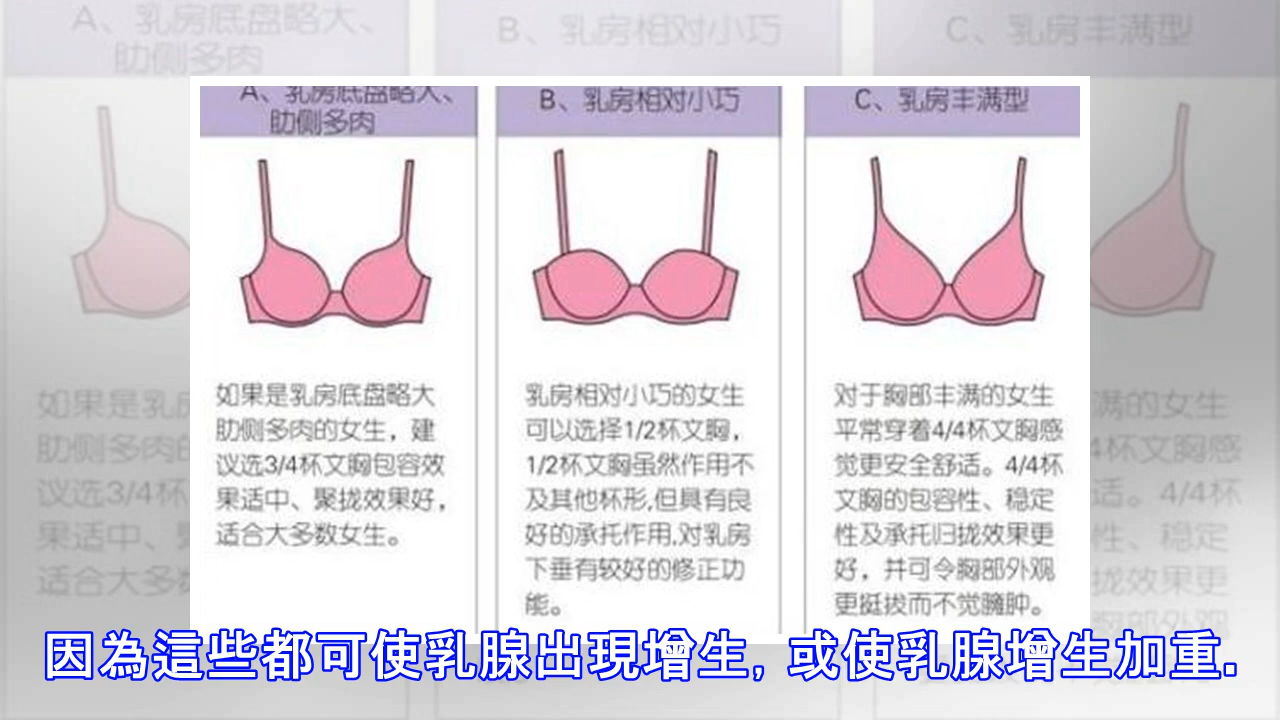 A、乳房底盘略大、
肋侧多肉
如果是乳房底盘略大
肋侧多肉的女生，建
议选3/4杯文胸包容效
果适中、聚拢效果好，
适合大多数女生。
B、乳房相对小巧
乳房相对小巧的女生
可以选择1/2杯文胸，
1/2杯文胸虽然作用不
及其他杯形,但具有良
好的承托作用,对乳房
下垂有较好的修正功
能。
C、乳房丰满型
对于胸部丰满的女生
平常穿着4/4杯文胸感
觉更安全舒适。4/4杯
文胸的包容性、稳定
性及承托归拢效果更
好，并可令胸部外观
更挺拔而不觉臃肿。
因為這些都可使乳腺出現增生, 或使乳腺增生加重.